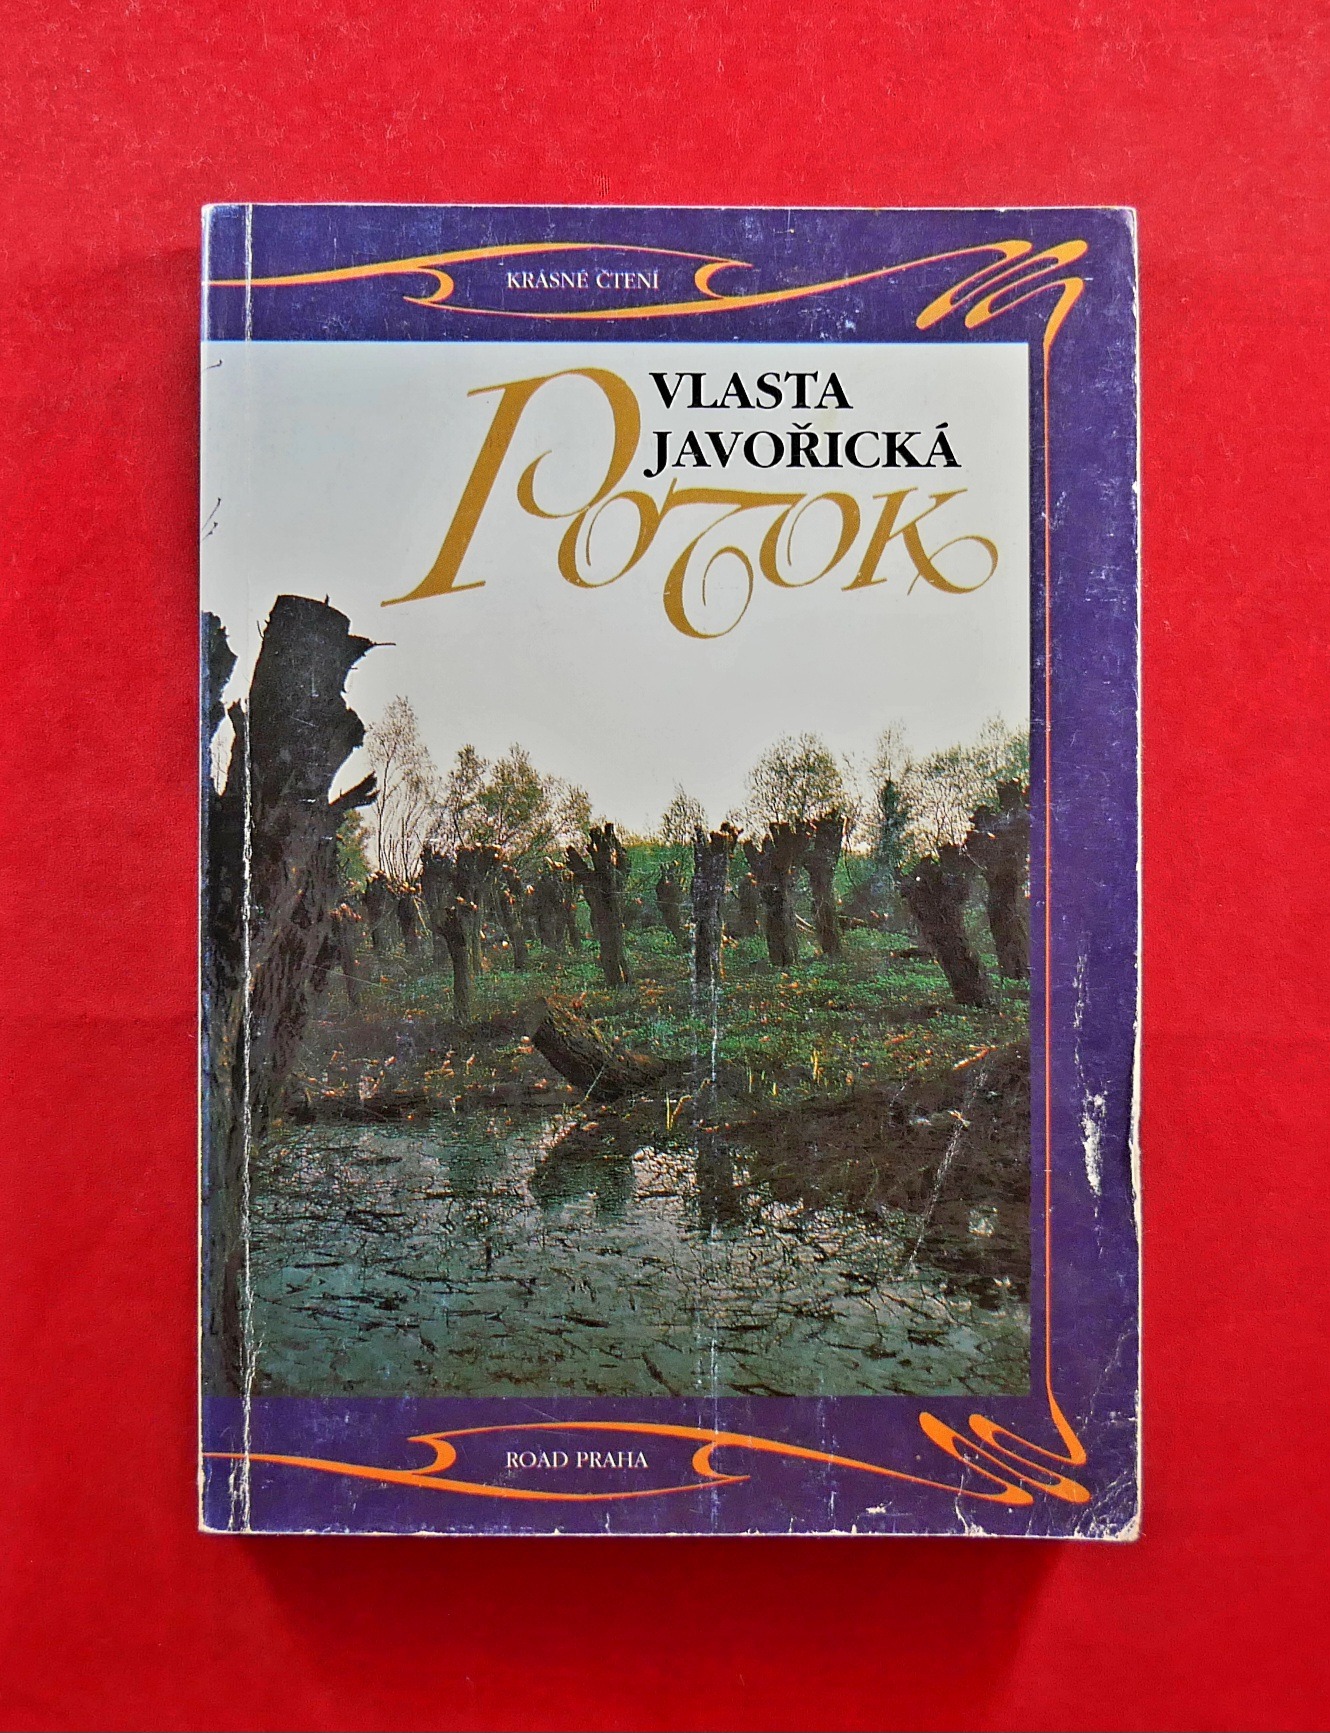 KRÁSNÉ ČTENÍ
VLASTA
JAVOŘICKÁ
POTOK
ROAD PRAHA